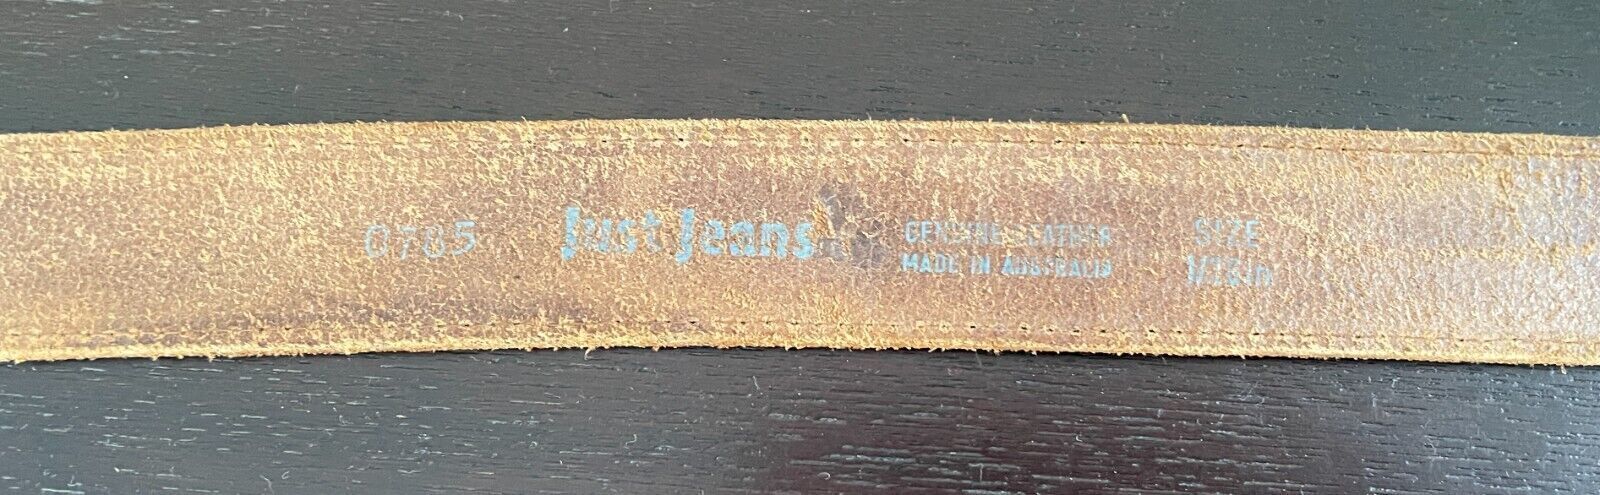 0785
Just Jeans
GENUINE LEATHER
MADE IN AUSTRALIA
SIZE